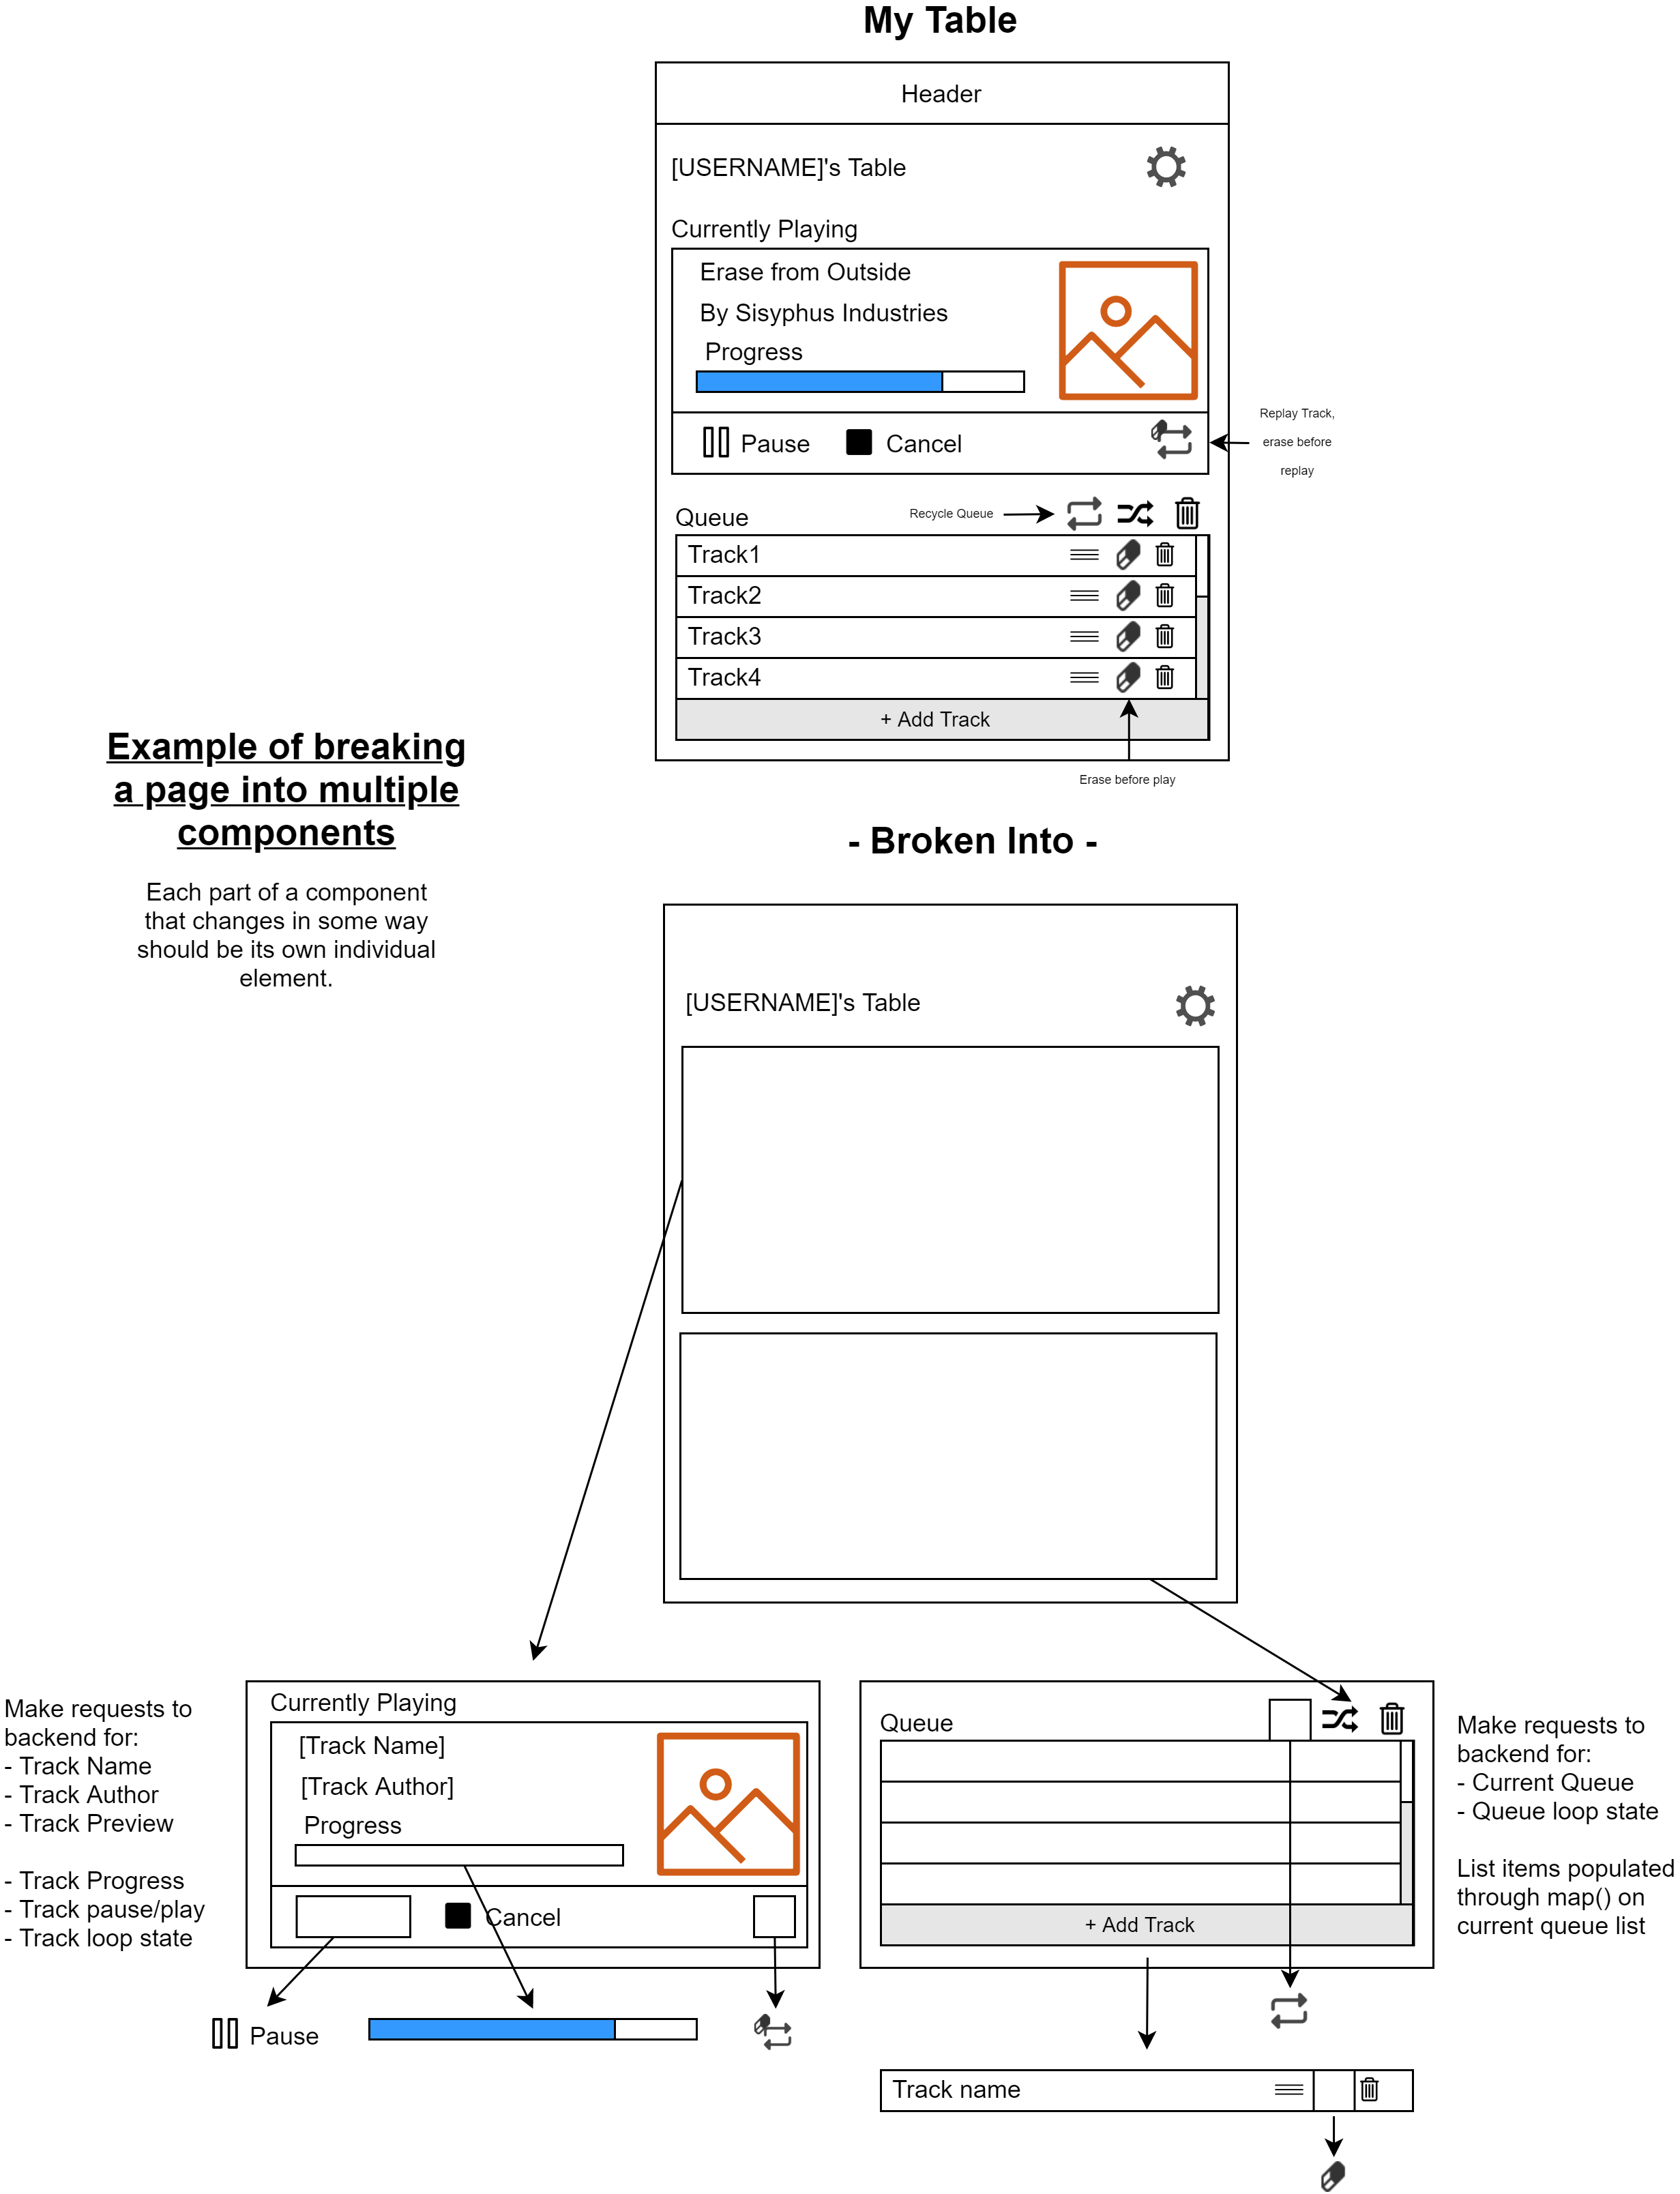 My Table
Header
[USERNAME]'s Table
Currently Playing
Erase from Outside
By Sisyphus Industries
Progress
Pause
Cancel
Replay Track,
erase before
replay
Queue
Recycle Queue
Track1
Track2
Track3
Track4
+ Add Track
Erase before play
Example of breaking
a page into multiple
components
Each part of a component
that changes in some way
should be its own individual
element.
- Broken Into -
[USERNAME]'s Table
Make requests to
backend for:
- Track Name
- Track Author
- Track Preview
- Track Progress
- Track pause/play
- Track loop state
Currently Playing
[Track Name]
[Track Author]
Progress
Cancel
Pause
Queue
+ Add Track
Track name
Make requests to
backend for:
- Current Queue
- Queue loop state
List items populated
through map() on
current queue list